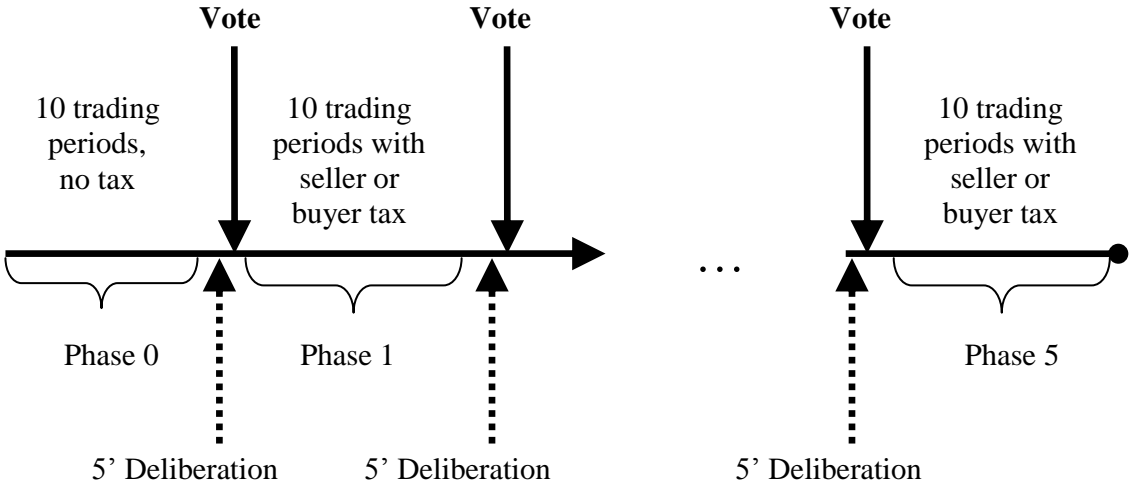 Vote
Vote
Vote
10 trading
periods,
no tax
10 trading
periods with
seller or
buyer tax
10 trading
periods with
seller or
buyer tax
…
Phase 0
Phase 1
Phase 5
5’ Deliberation
5’ Deliberation
5’ Deliberation